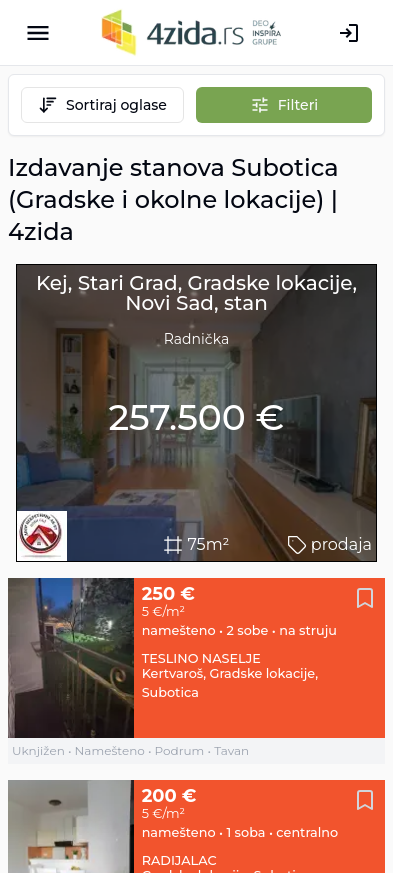 4zida.rs
DEO
INSPIRA
GRUPE
Sortiraj oglase
Filteri
Izdavanje stanova Subotica
(Gradske i okolne lokacije) |
4zida
Kej, Stari Grad, Gradske lokacije,
Novi Sad, stan
Radnička
257.500 €
75m²
prodaja
250 €
5 €/m²
namešteno • 2 sobe • na struju
TESLINO NASELJE
Kertvaroš, Gradske lokacije,
Subotica
Uknjižen • Namešteno • Podrum • Tavan
200 €
5 €/m²
namešteno • 1 soba • centralno
RADIJALAC